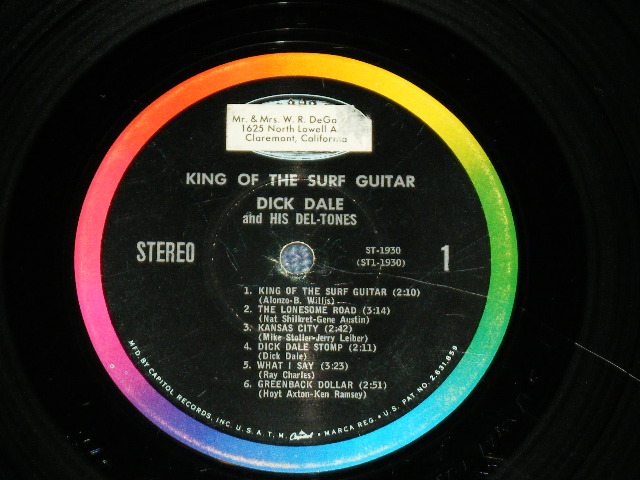 Mr. & Mrs. W. R. DeGa
1625 North Lowell A
Claremont, California
KING OF THE SURF GUITAR
DICK DALE
and HIS DEL-TONES
STEREO
ST-1930
(ST1-1930)
1
1. KING OF THE SURF GUITAR (2:10)
(Alonzo-B. Willis)
2. THE LONESOME ROAD (3:14)
(Nat Shilkret-Gene Austin)
3. KANSAS CITY (2:42)
(Mike Stoller-Jerry Leiber)
4. DICK DALE STOMP (2:11)
(Dick Dale)
5. WHAT I SAY (3:23)
(Ray Charles)
6. GREENBACK DOLLAR (2:51)
(Hoyt Axton-Ken Ramsey)
MFD. BY CAPITOL RECORDS, INC. U.S.A. T.M. Capitol • MARCA REG. • U.S. PAT. NO. 2,631,859